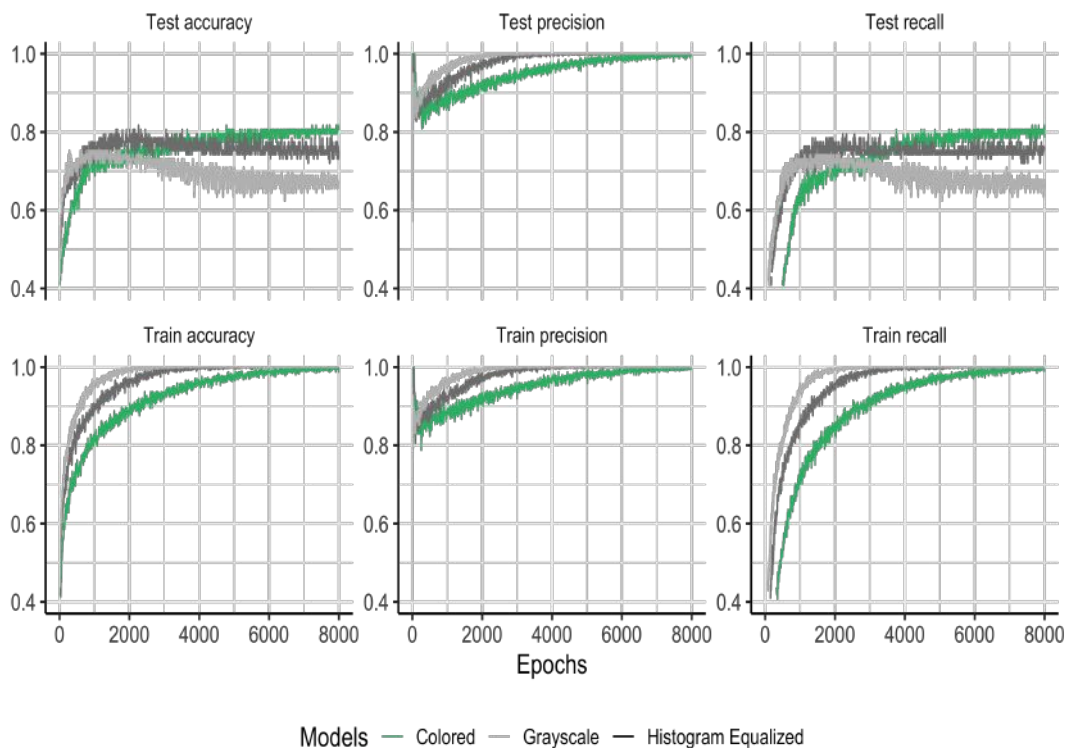 Test accuracy Test precision Test recall
1.0 1.0 1.0
0.8 0.8 0.8
0.6 0.6 0.6
0.4 0.4 0.4
Train accuracy Train precision Train recall
1.0 1.0 1.0
0.8 0.8 0.8
0.6 0.6 0.6
0.4 0.4 0.4
0 2000 4000 6000 8000 0 2000 4000 6000 8000 0 2000 4000 6000 8000
Epochs
Models Colored Grayscale Histogram Equalized